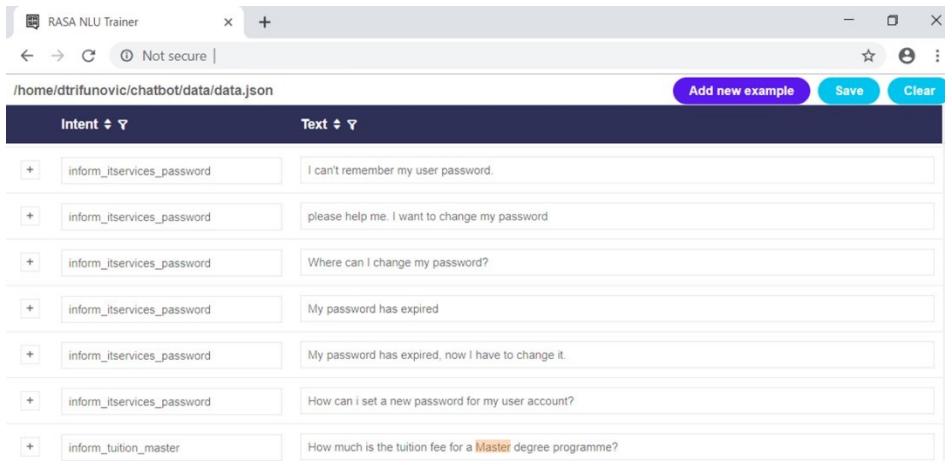 RASA NLU Trainer
Not secure
/home/dtrifunovic/chatbot/data/data.json
Add new example
Save
Clear
Intent
Text
inform_itservices_password
I can't remember my user password.
inform_itservices_password
please help me. I want to change my password
inform_itservices_password
Where can I change my password?
inform_itservices_password
My password has expired
inform_itservices_password
My password has expired, now I have to change it.
inform_itservices_password
How can i set a new password for my user account?
inform_tuition_master
How much is the tuition fee for a Master degree programme?